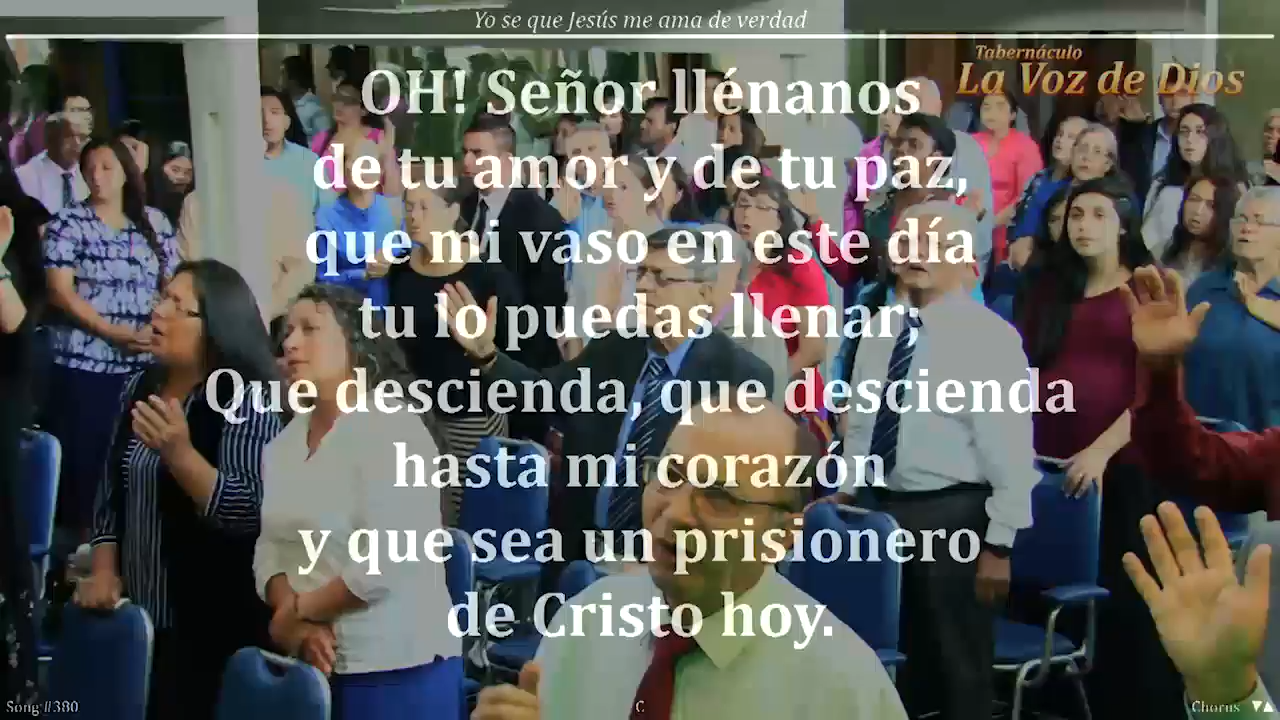 Yo se que Jesús me ama de verdad
Tabernáculo
La Voz de Dios
OH! Señor llénanos
de tu amor y de tu paz,
que mi vaso en este día
tu lo puedas llenar;
Que descienda, que descienda
hasta mi corazón
y que sea un prisionero
de Cristo hoy.
Song #380
C
Chorus ▼▲